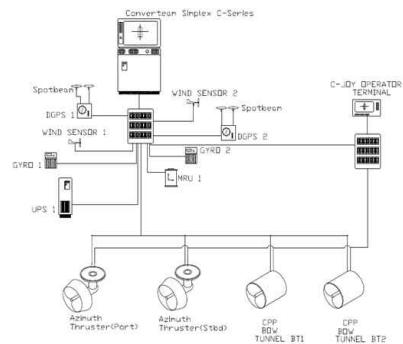 Converteam Simplex C-Series
Spotbeam
WIND SENSOR 2
Spotbeam
C-JOY OPERATOR
TERMINAL
DGPS 1
WIND SENSOR 1
DGPS 2
GYRO 2
GYRO 1
MRU 1
UPS 1
Azimuth
Thruster(Port)
Azimuth
Thruster(Stbd)
CPP
BOW
TUNNEL BT1
CPP
BOW
TUNNEL BT2